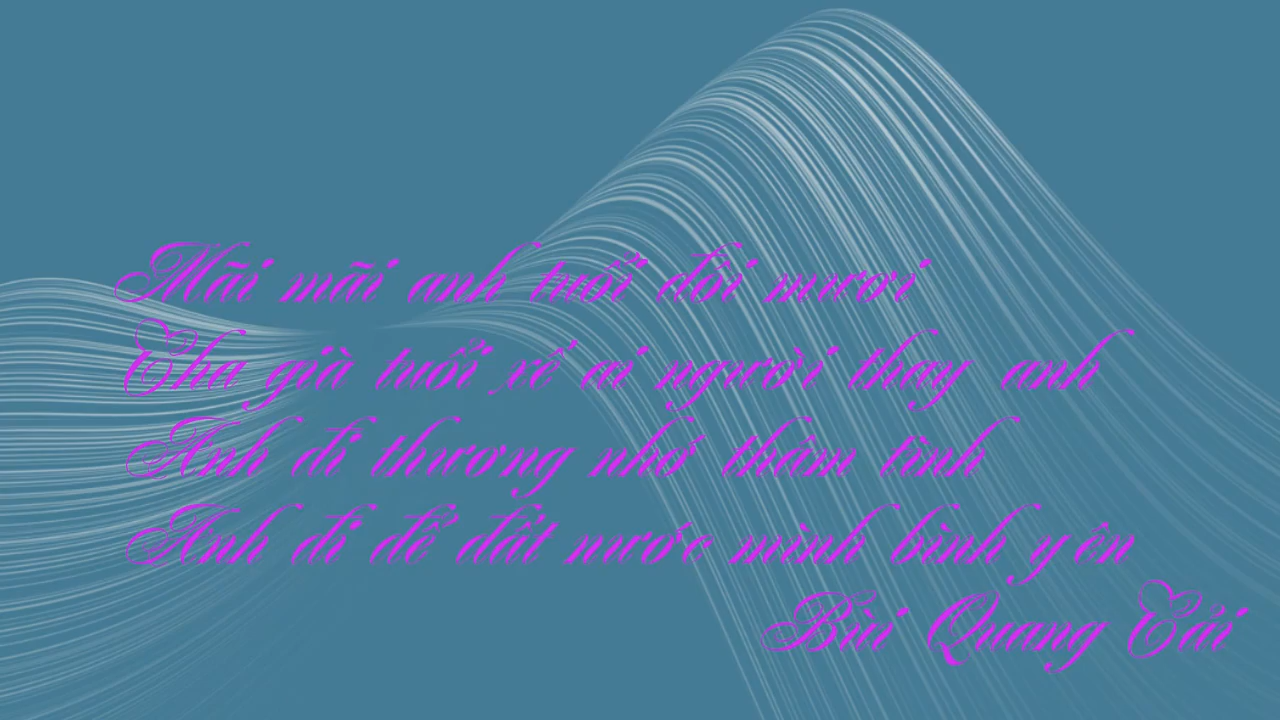 Mãi mãi anh tuổi đôi mươi
Cha già tuổi xế ai người thay anh
Anh đi thương nhớ thắm tình
Anh đi để đất nước mình bình yên
Bùi Quang Cải